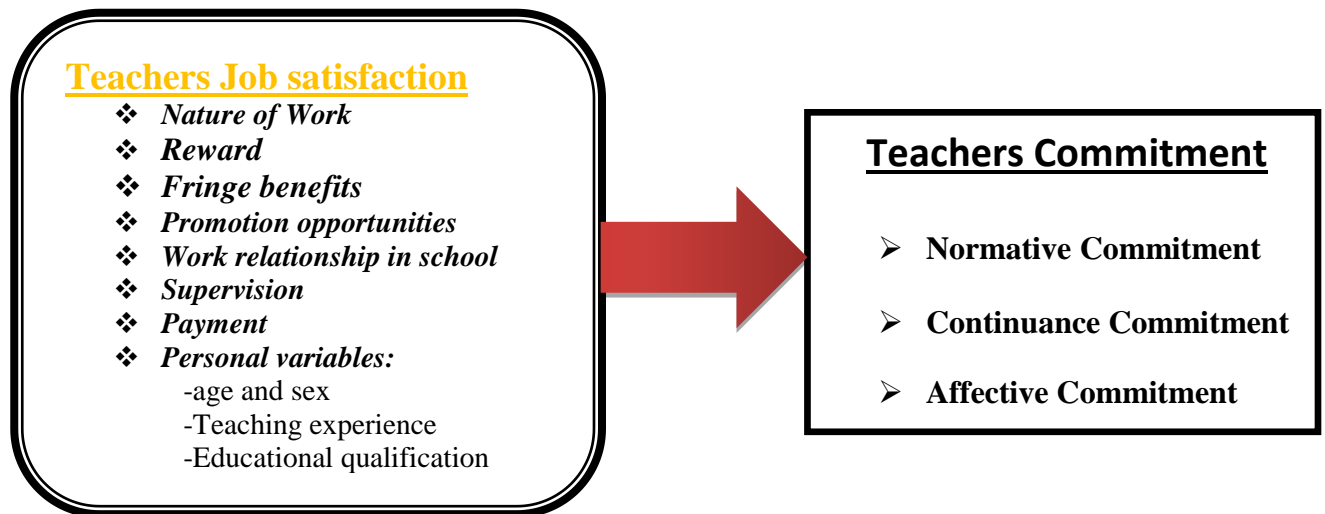 Teachers Job satisfaction
❖ Nature of Work
❖ Reward
❖ Fringe benefits
❖ Promotion opportunities
❖ Work relationship in school
❖ Supervision
❖ Payment
❖ Personal variables:
-age and sex
-Teaching experience
-Educational qualification
Teachers Commitment
➢ Normative Commitment
➢ Continuance Commitment
➢ Affective Commitment